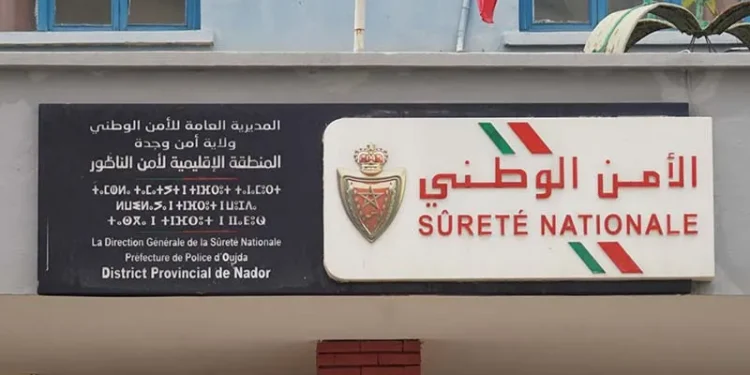 المديرية العامة للأمن الوطني
ولاية أمن وجدة
المنطقة الإقليمية لأمن الناظور
La Direction Générale de la Sûreté Nationale
Préfecture de Police d'Oujda
District Provincial de Nador
الأمن الوطني
SÛRETÉ NATIONALE